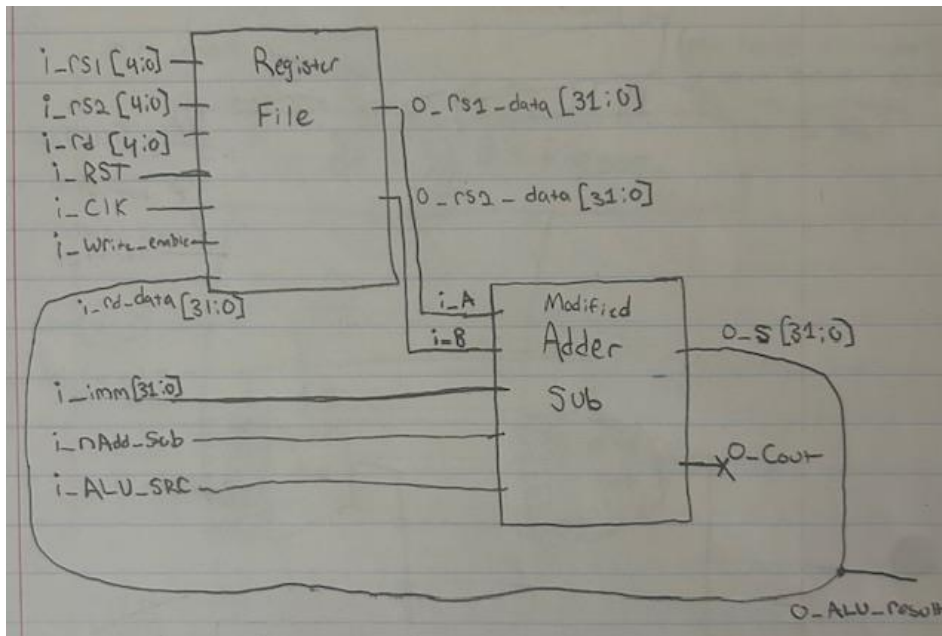 i_rs1 [4:0]
i_rs2 [4:0]
i_rd [4:0]
i_RST
i_CLK
i_Write_enable
i_rd_data [31:0]
Register
File
o_rs1_data [31:0]
o_rs2_data [31:0]
i_A
i_B
i_imm [31:0]
i_nAdd_Sub
i_ALU_SRC
Modified
Adder
Sub
o_S [31:0]
o_Cout
o_ALU_result